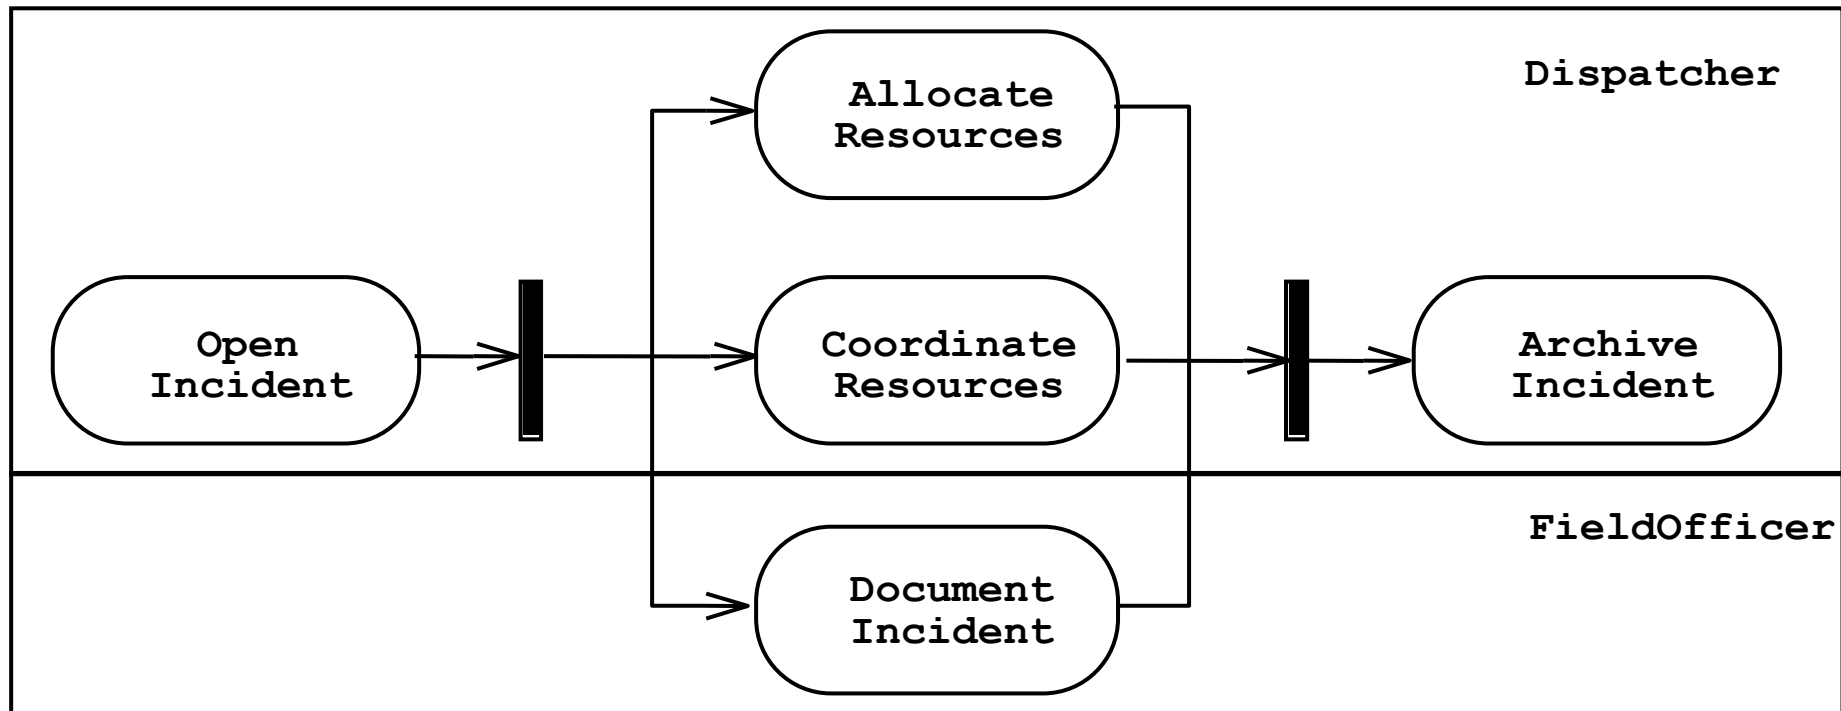 Dispatcher
Allocate
Resources
Open
Incident
Coordinate
Resources
Archive
Incident
FieldOfficer
Document
Incident